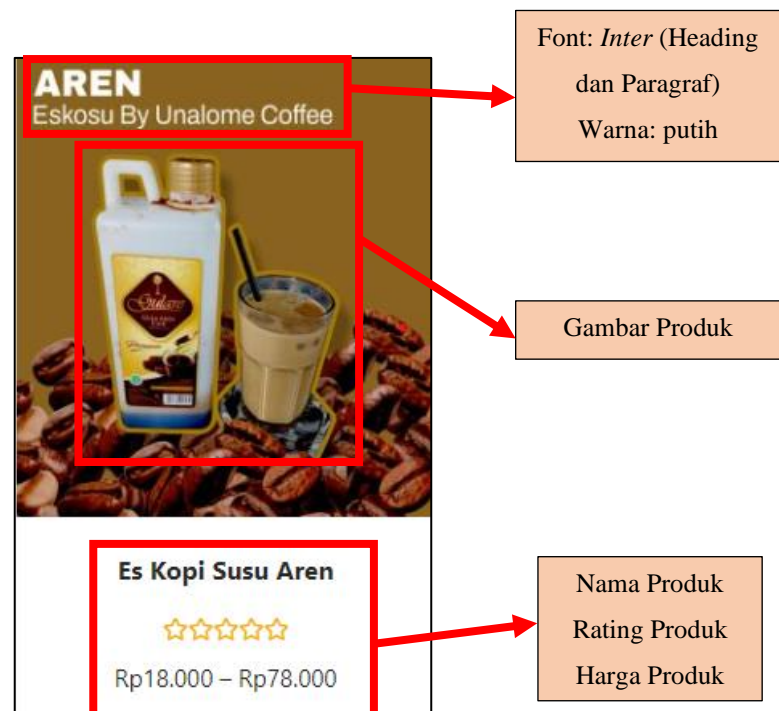 AREN
Eskosu By Unalome Coffee
Font: Inter (Heading
dan Paragraf)
Warna: putih
Gulare
Gambar Produk
Es Kopi Susu Aren
Rp18.000 – Rp78.000
Nama Produk
Rating Produk
Harga Produk